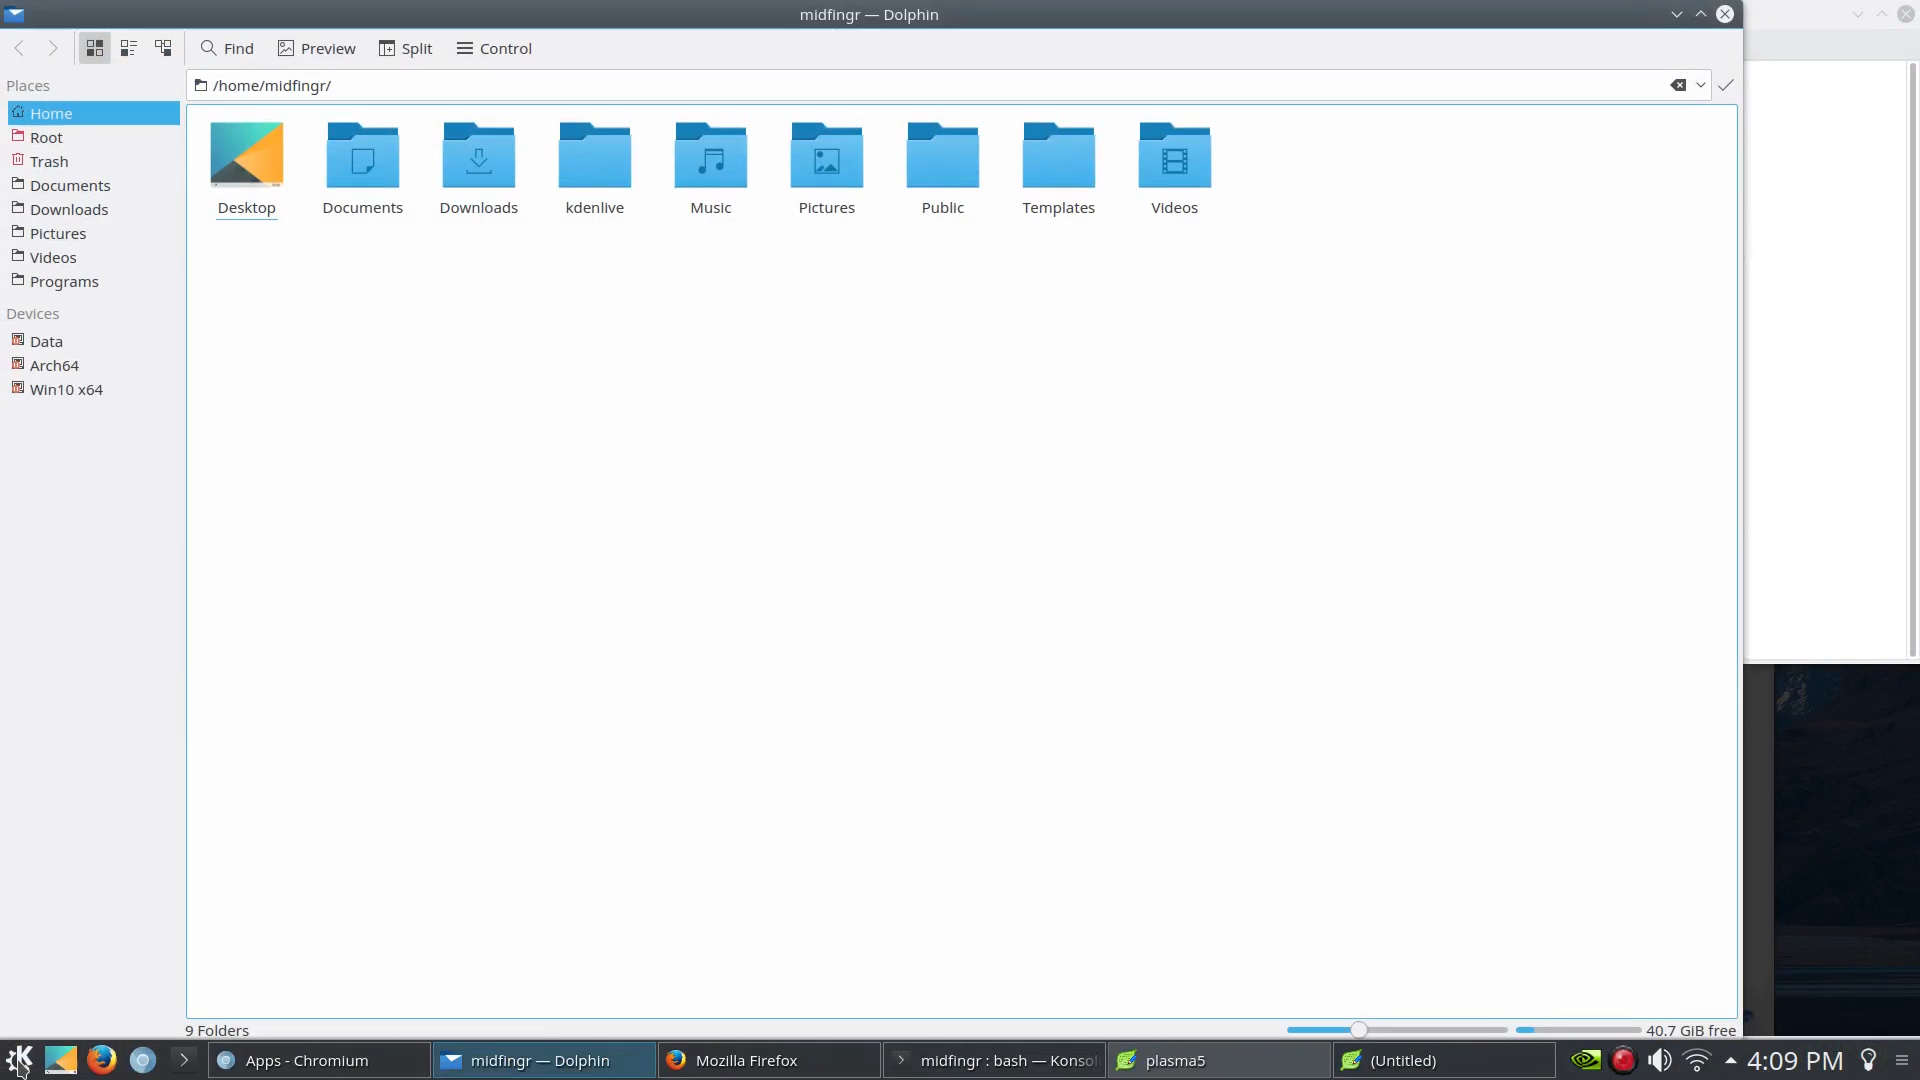 midfingr — Dolphin
Find
Preview
Split
Control
Places
/home/midfingr/
Home
Root
Trash
Documents
Downloads
Pictures
Videos
Programs
Devices
Data
Arch64
Win10 x64
Desktop
Documents
Downloads
kdenlive
Music
Pictures
Public
Templates
Videos
9 Folders
40.7 GiB free
Apps - Chromium
midfingr — Dolphin
Mozilla Firefox
midfingr : bash — Konsol
plasma5
(Untitled)
4:09 PM